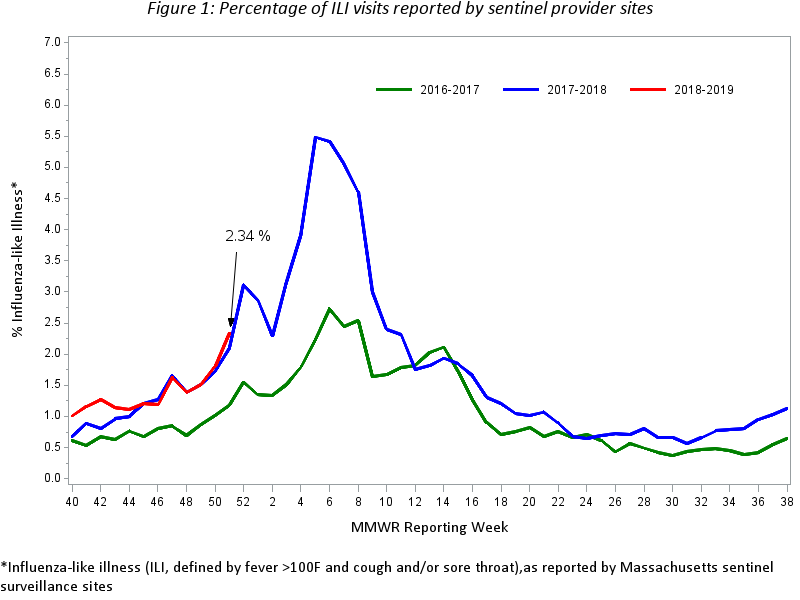 Figure 1: Percentage of ILI visits reported by sentinel provider sites
7.0
6.5
6.0
5.5
5.0
4.5
4.0
3.5
3.0
2.5
2.0
1.5
1.0
0.5
0.0
% Influenza-like Illness*
2016-2017 2017-2018 2018-2019
2.34 %
40 42 44 46 48 50 52 2 4 6 8 10 12 14 16 18 20 22 24 26 28 30 32 34 36 38
MMWR Reporting Week
*Influenza-like illness (ILI, defined by fever >100F and cough and/or sore throat),as reported by Massachusetts sentinel
surveillance sites